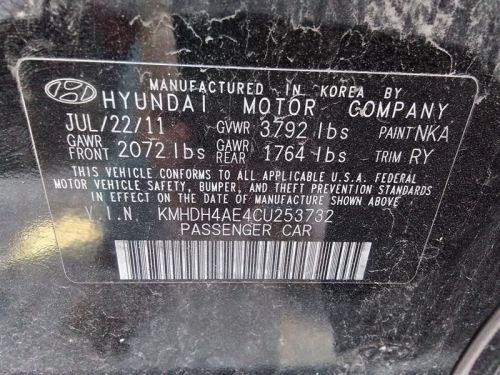 MANUFACTURED IN KOREA BY
HYUNDAI MOTOR COMPANY
JUL/22/11 GVWR 3792 lbs PAINT NKA
GAWR FRONT 2072 lbs GAWR REAR 1764 lbs TRIM RY
THIS VEHICLE CONFORMS TO ALL APPLICABLE U.S.A. FEDERAL
MOTOR VEHICLE SAFETY, BUMPER, AND THEFT PREVENTION STANDARDS
IN EFFECT ON THE DATE OF MANUFACTURE SHOWN ABOVE
V.I.N. KMHDH4AE4CU253732
PASSENGER CAR